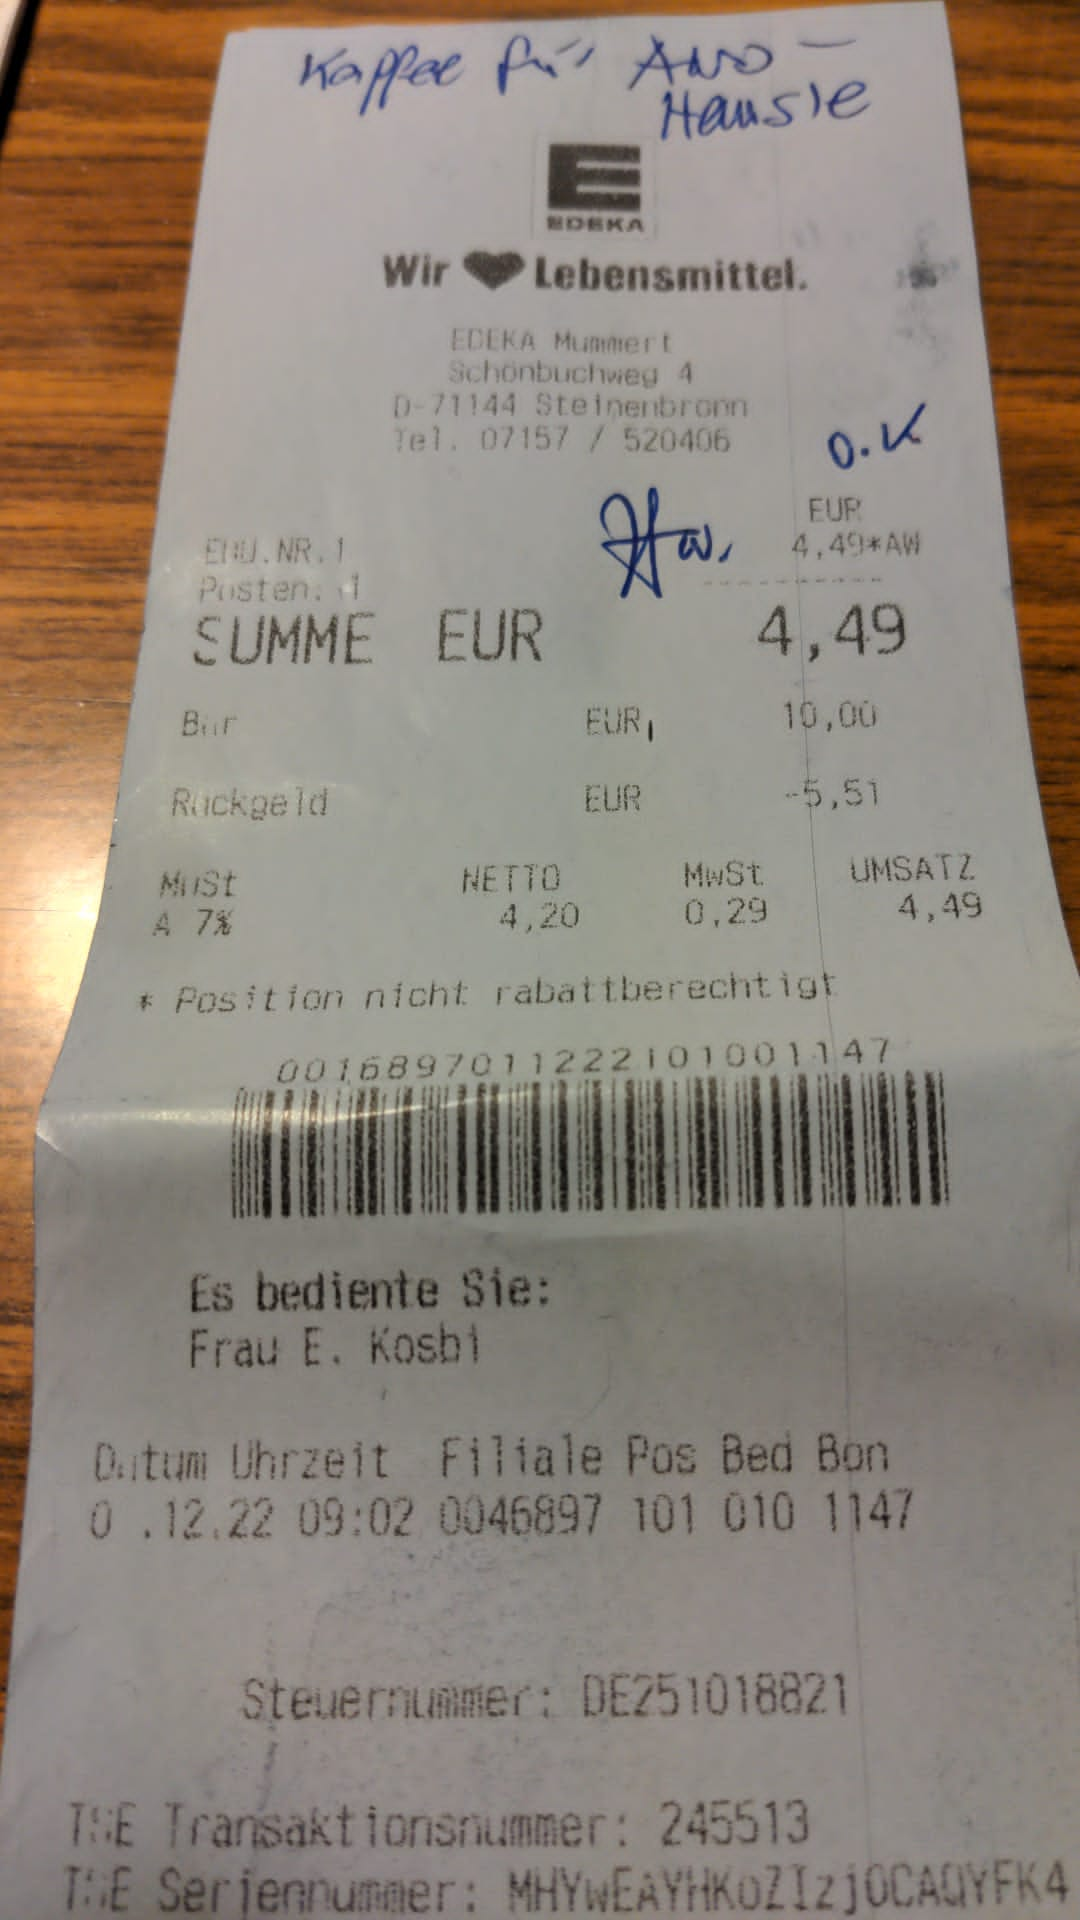 Kaffee für AWO-
Hausle
EDEKA
Wir ♥ Lebensmittel.
EDEKA Mummert
Schönbuchweg 4
D-71144 Steinenbronn
Tel. 07157 / 520406
O.K
EUR
EDU.NR.1 4,49*AW
Posten: 1
SUMME EUR 4,49
Bar EUR 10,00
Rückgeld EUR -5,51
MwSt NETTO MwSt UMSATZ
A 7% 4,20 0,29 4,49
* Position nicht rabattberechtigt
0016897011222101001147
Es bediente Sie:
Frau E. Kosbi
Datum Uhrzeit Filiale Pos Bed Bon
0 .12.22 09:02 0046897 101 010 1147
Steuernummer: DE251018821
TSE Transaktionsnummer: 245513
TSE Seriennummer: MHYwEAYHKoZIzj0CAQYFK4